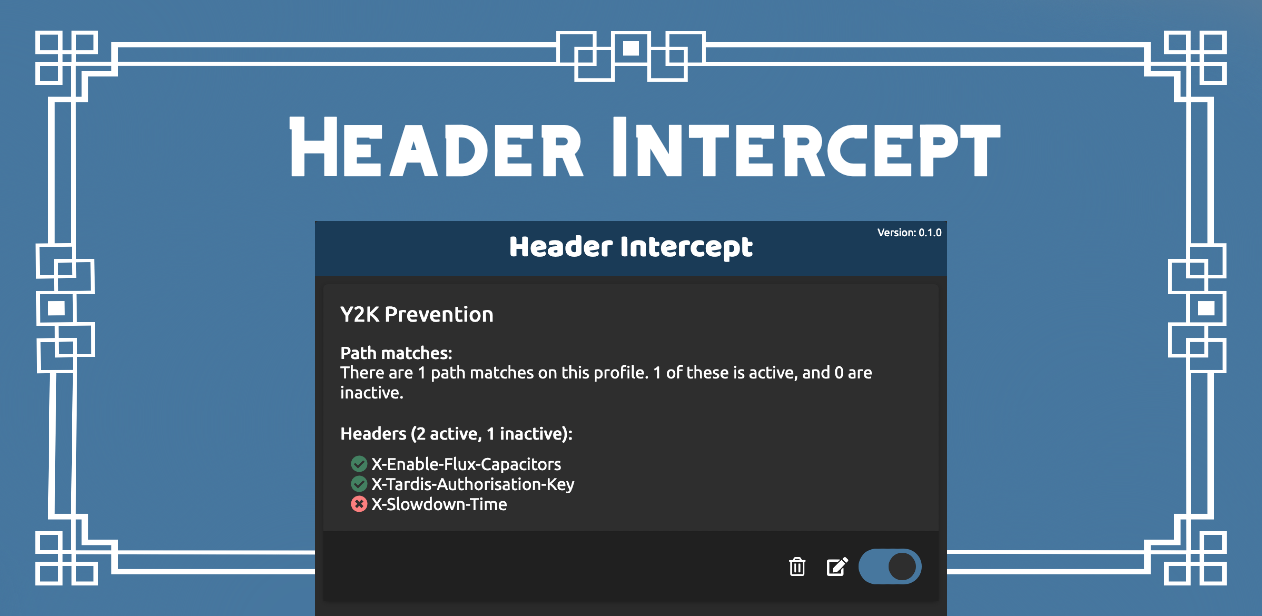 Header Intercept
Version: 0.1.0
Header Intercept
Y2K Prevention
Path matches:
There are 1 path matches on this profile. 1 of these is active, and 0 are
inactive.
Headers (2 active, 1 inactive):
X-Enable-Flux-Capacitors
X-Tardis-Authorisation-Key
X-Slowdown-Time